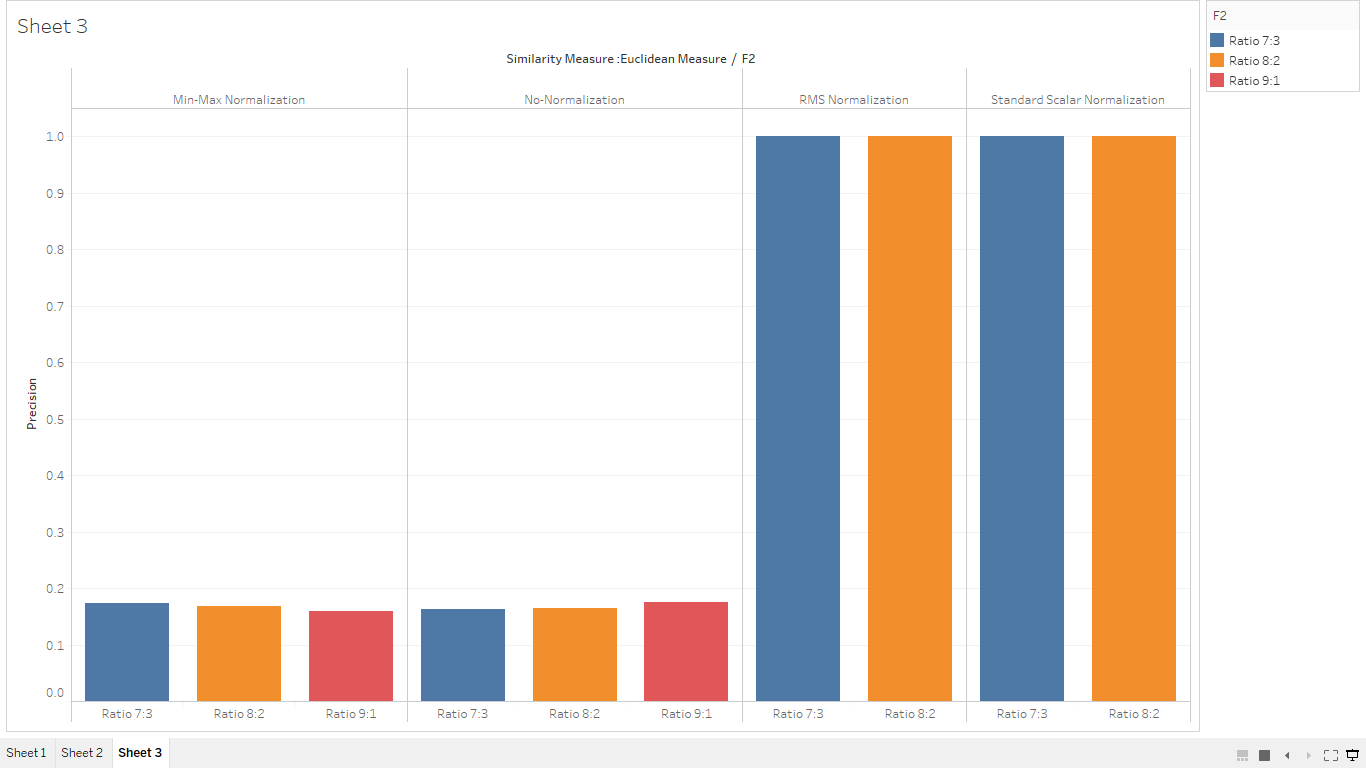 Sheet 3
Similarity Measure :Euclidean Measure / F2
Min-Max Normalization No-Normalization RMS Normalization Standard Scalar Normalization
1.0
0.9
0.8
0.7
0.6
0.5
0.4
0.3
0.2
0.1
0.0
Precision
Ratio 7:3 Ratio 8:2 Ratio 9:1 Ratio 7:3 Ratio 8:2 Ratio 9:1 Ratio 7:3 Ratio 8:2 Ratio 7:3 Ratio 8:2
F2
Ratio 7:3
Ratio 8:2
Ratio 9:1
Sheet 1 Sheet 2 Sheet 3